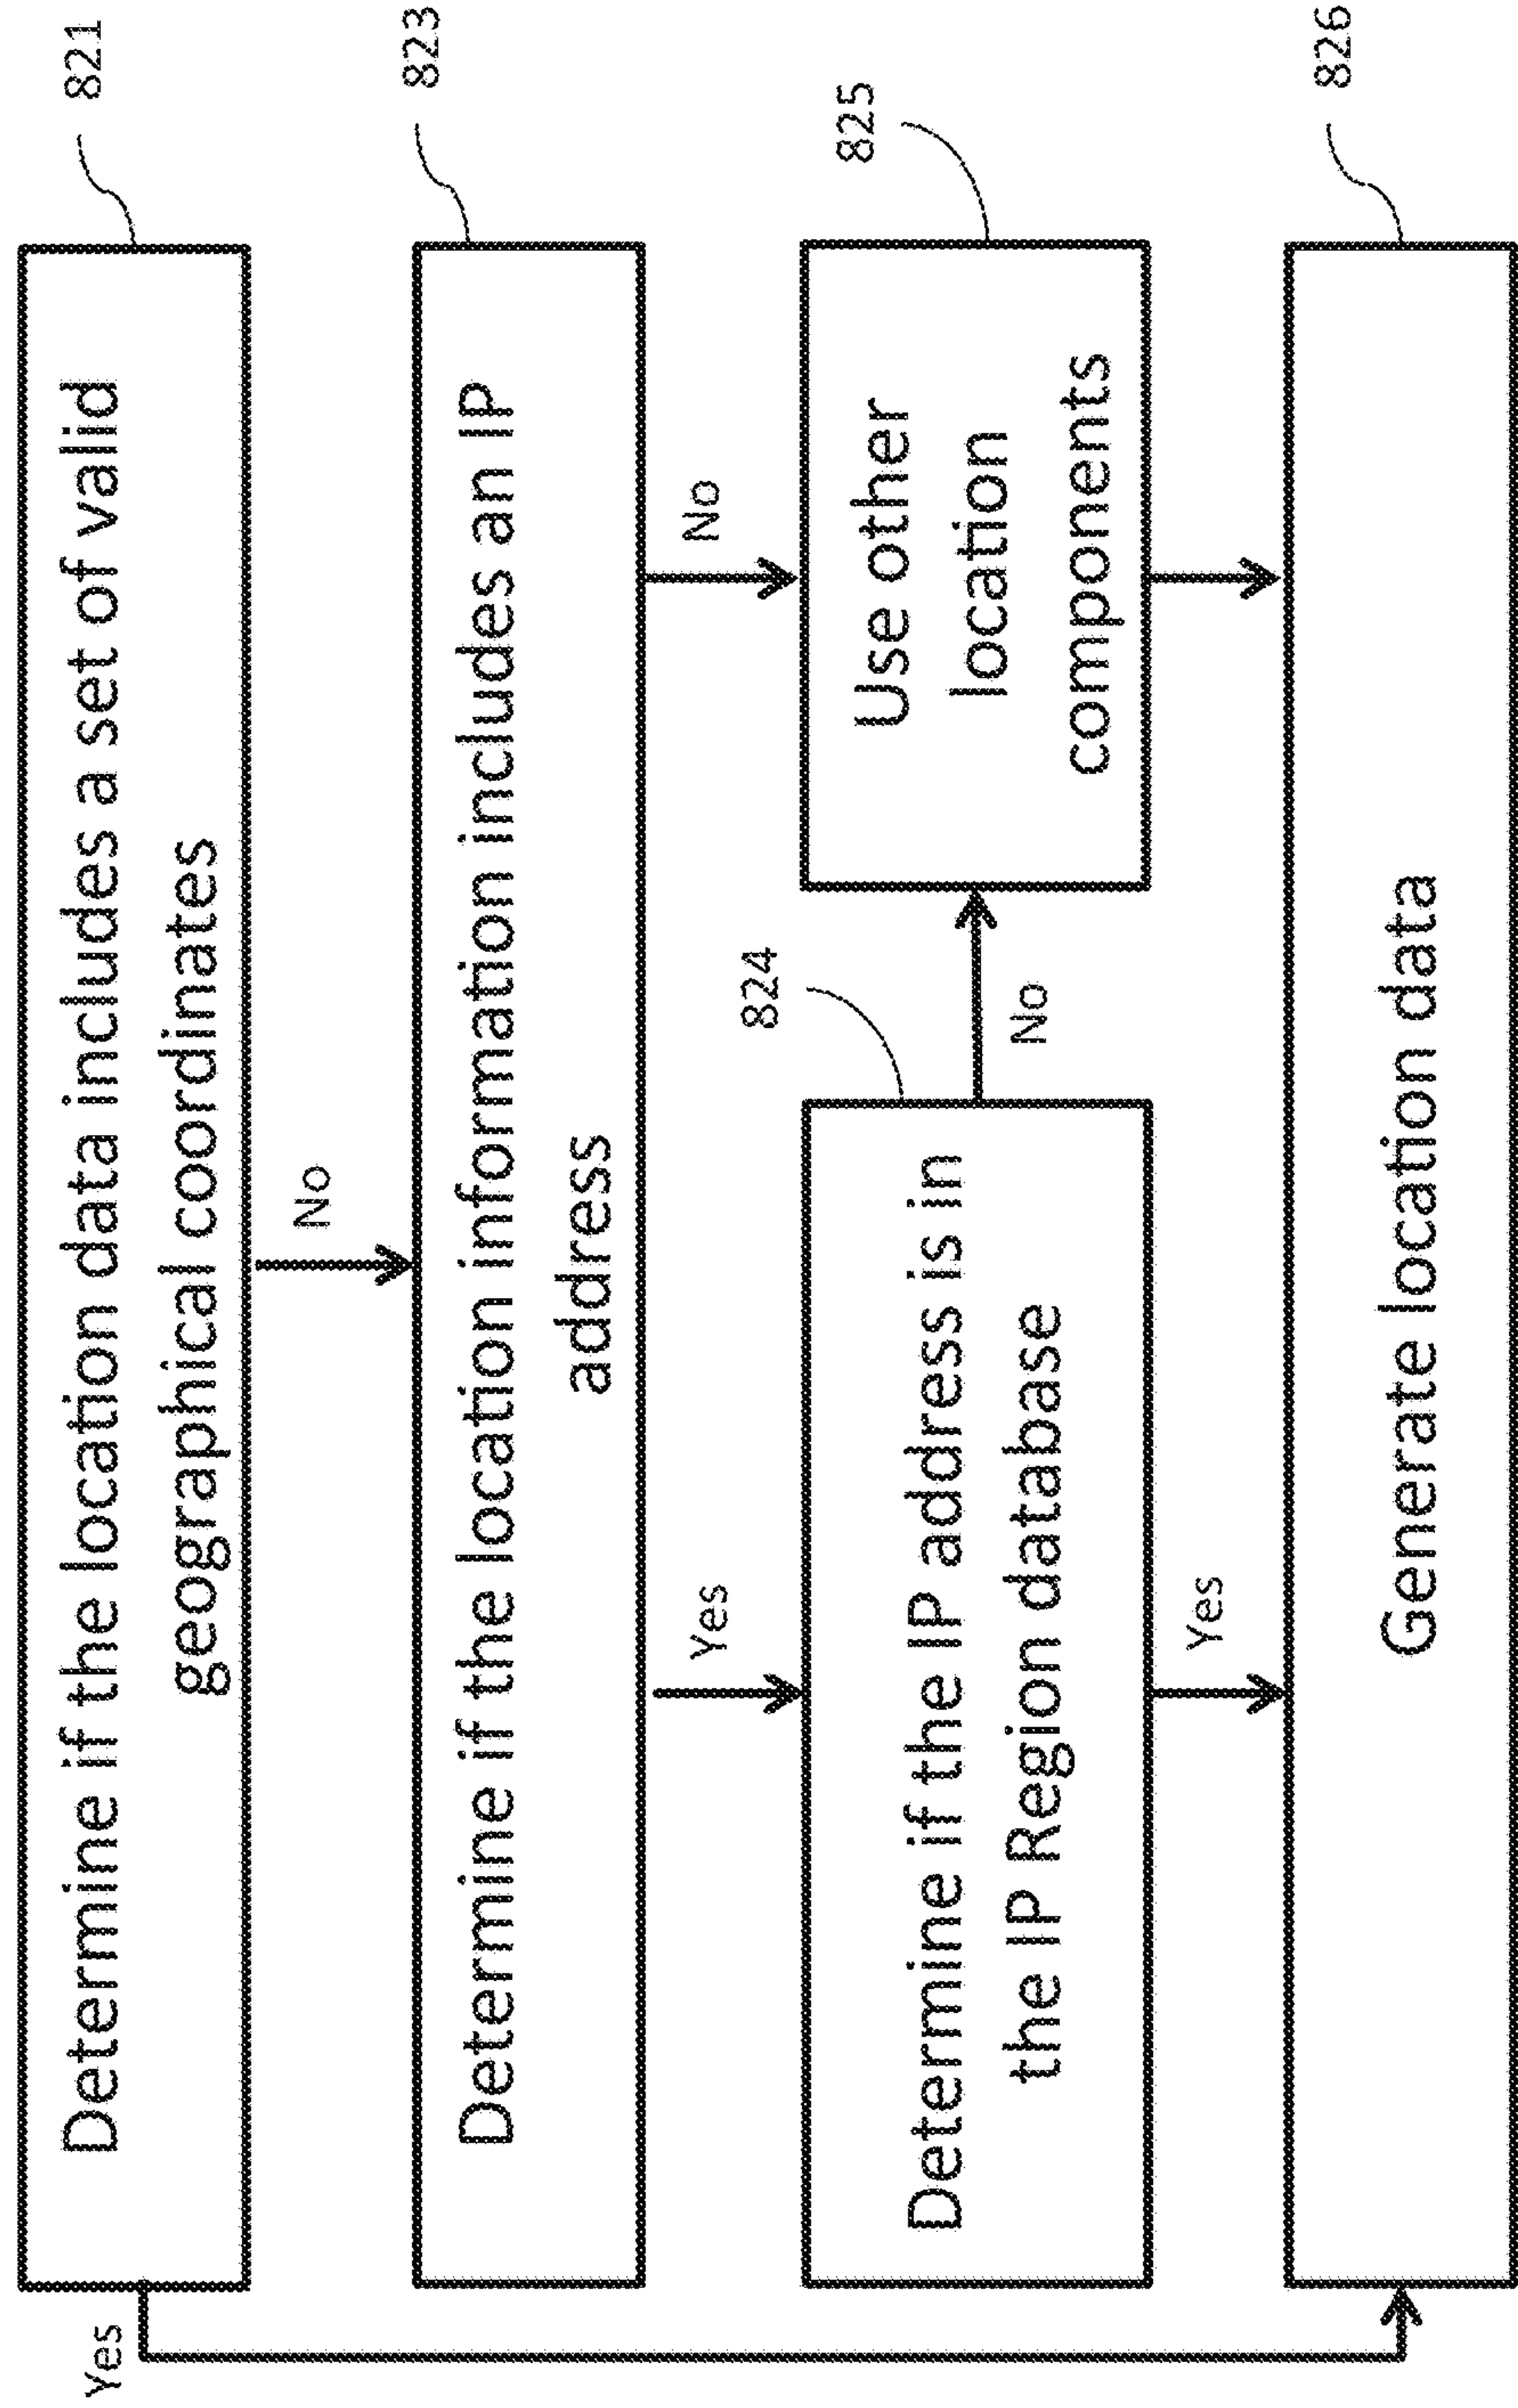 Determine if the location data includes a set of valid
geographical coordinates
821
Yes
No
Determine if the location information includes an IP
address
823
Yes
No
Determine if the IP address is in
the IP Region database
824
No
Use other
location
components
825
Yes
Generate location data
826